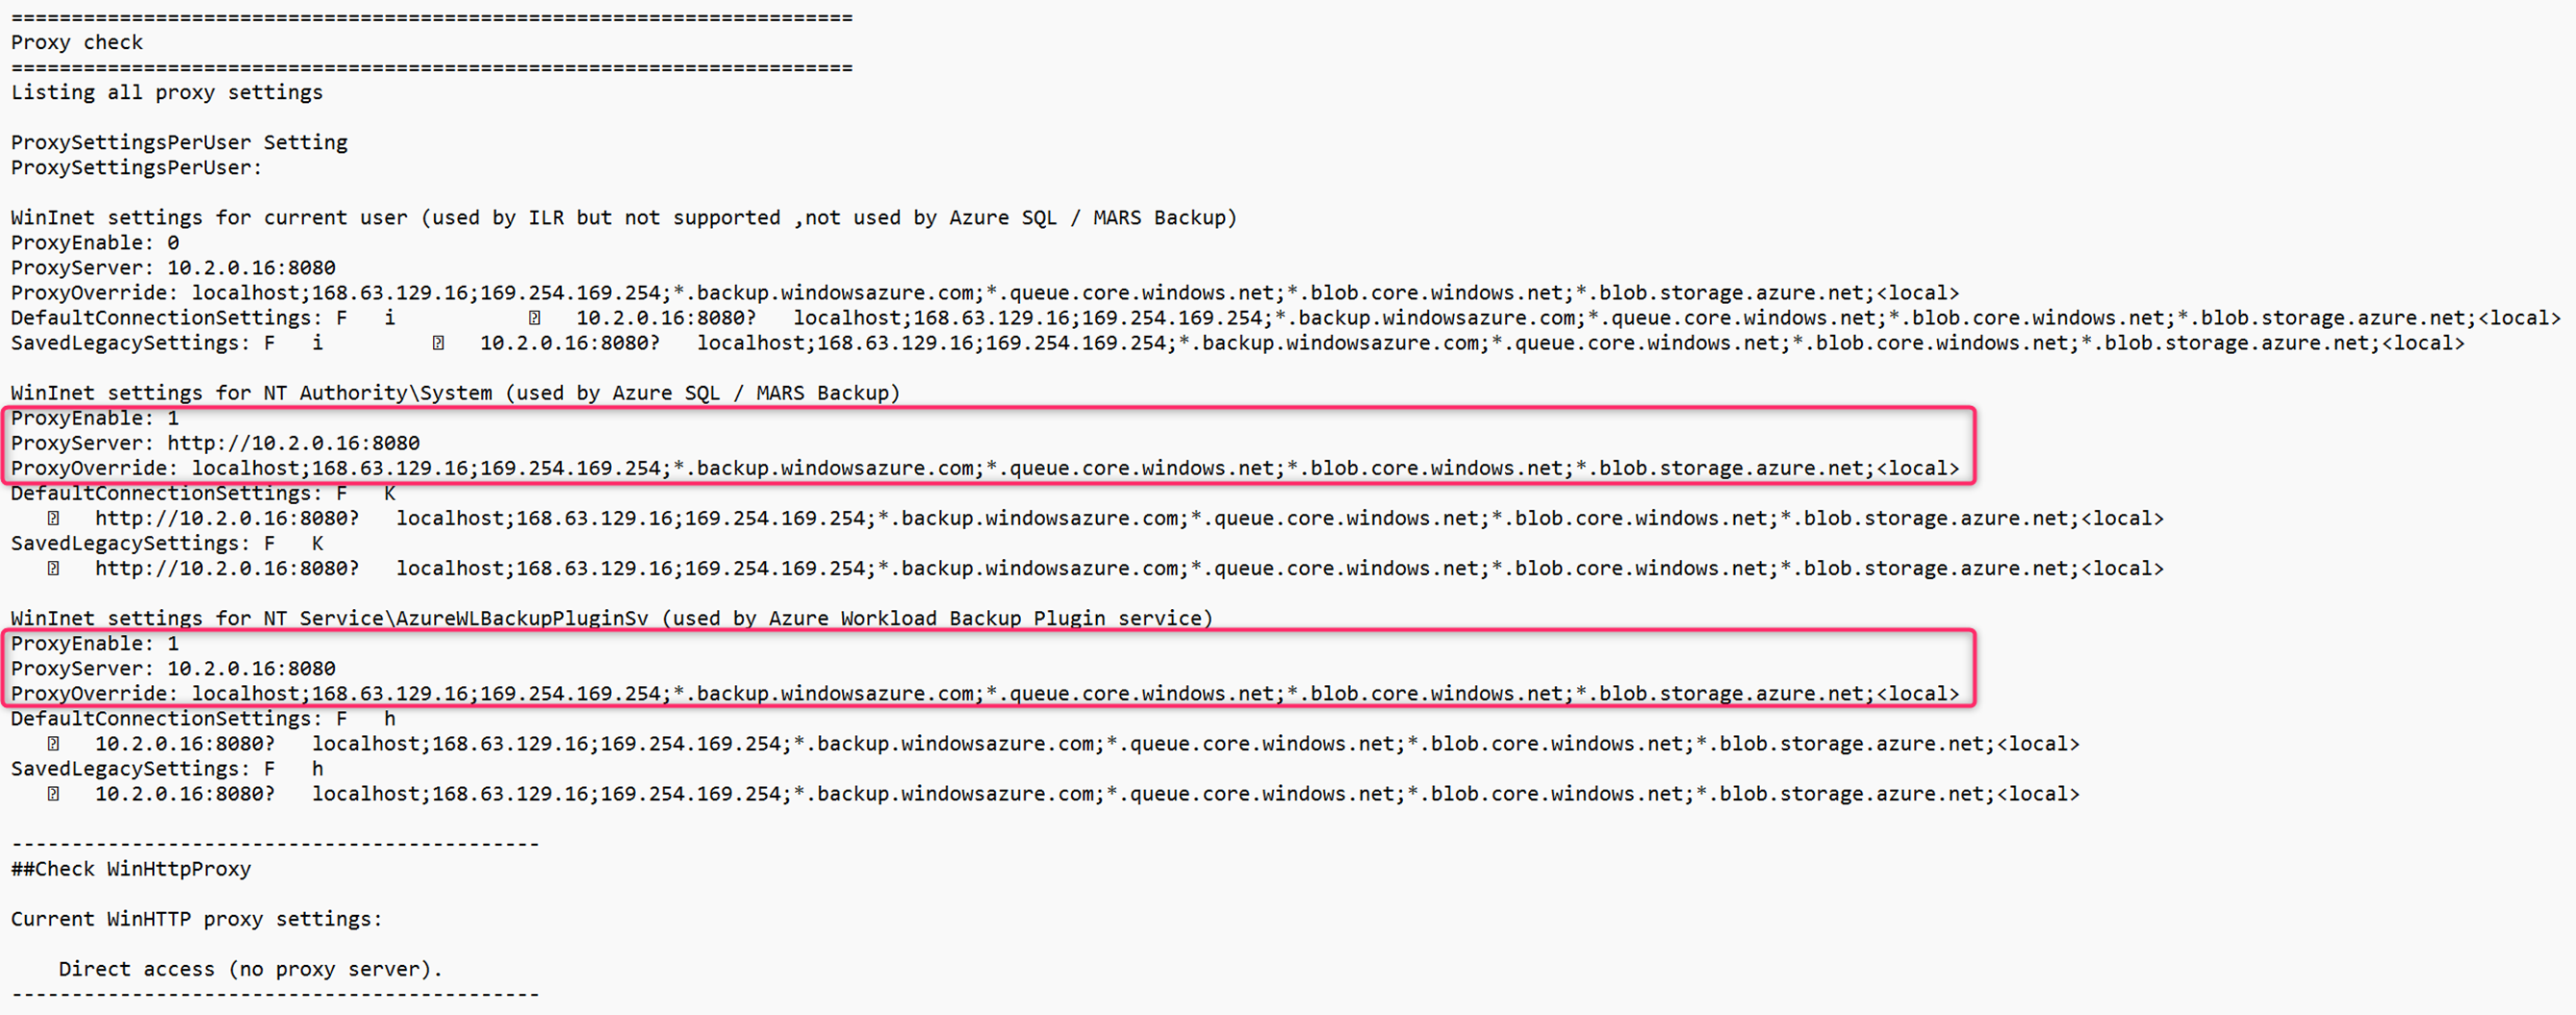 ======================================================================
Proxy check
======================================================================
Listing all proxy settings
ProxySettingsPerUser Setting
ProxySettingsPerUser:
WinInet settings for current user (used by ILR but not supported ,not used by Azure SQL / MARS Backup)
ProxyEnable: 0
ProxyServer: 10.2.0.16:8080
ProxyOverride: localhost;168.63.129.16;169.254.169.254;*.backup.windowsazure.com;*.queue.core.windows.net;*.blob.core.windows.net;*.blob.storage.azure.net;<local>
DefaultConnectionSettings: F   i           ⍰   10.2.0.16:8080?   localhost;168.63.129.16;169.254.169.254;*.backup.windowsazure.com;*.queue.core.windows.net;*.blob.core.windows.net;*.blob.storage.azure.net;<local>
SavedLegacySettings: F   i         ⍰   10.2.0.16:8080?   localhost;168.63.129.16;169.254.169.254;*.backup.windowsazure.com;*.queue.core.windows.net;*.blob.core.windows.net;*.blob.storage.azure.net;<local>
WinInet settings for NT Authority\System (used by Azure SQL / MARS Backup)
ProxyEnable: 1
ProxyServer: http://10.2.0.16:8080
ProxyOverride: localhost;168.63.129.16;169.254.169.254;*.backup.windowsazure.com;*.queue.core.windows.net;*.blob.core.windows.net;*.blob.storage.azure.net;<local>
DefaultConnectionSettings: F   K
   ⍰   http://10.2.0.16:8080?   localhost;168.63.129.16;169.254.169.254;*.backup.windowsazure.com;*.queue.core.windows.net;*.blob.core.windows.net;*.blob.storage.azure.net;<local>
SavedLegacySettings: F   K
   ⍰   http://10.2.0.16:8080?   localhost;168.63.129.16;169.254.169.254;*.backup.windowsazure.com;*.queue.core.windows.net;*.blob.core.windows.net;*.blob.storage.azure.net;<local>
WinInet settings for NT Service\AzureWLBackupPluginSv (used by Azure Workload Backup Plugin service)
ProxyEnable: 1
ProxyServer: 10.2.0.16:8080
ProxyOverride: localhost;168.63.129.16;169.254.169.254;*.backup.windowsazure.com;*.queue.core.windows.net;*.blob.core.windows.net;*.blob.storage.azure.net;<local>
DefaultConnectionSettings: F   h
   ⍰   10.2.0.16:8080?   localhost;168.63.129.16;169.254.169.254;*.backup.windowsazure.com;*.queue.core.windows.net;*.blob.core.windows.net;*.blob.storage.azure.net;<local>
SavedLegacySettings: F   h
   ⍰   10.2.0.16:8080?   localhost;168.63.129.16;169.254.169.254;*.backup.windowsazure.com;*.queue.core.windows.net;*.blob.core.windows.net;*.blob.storage.azure.net;<local>
--------------------------------------------
##Check WinHttpProxy
Current WinHTTP proxy settings:
    Direct access (no proxy server).
--------------------------------------------